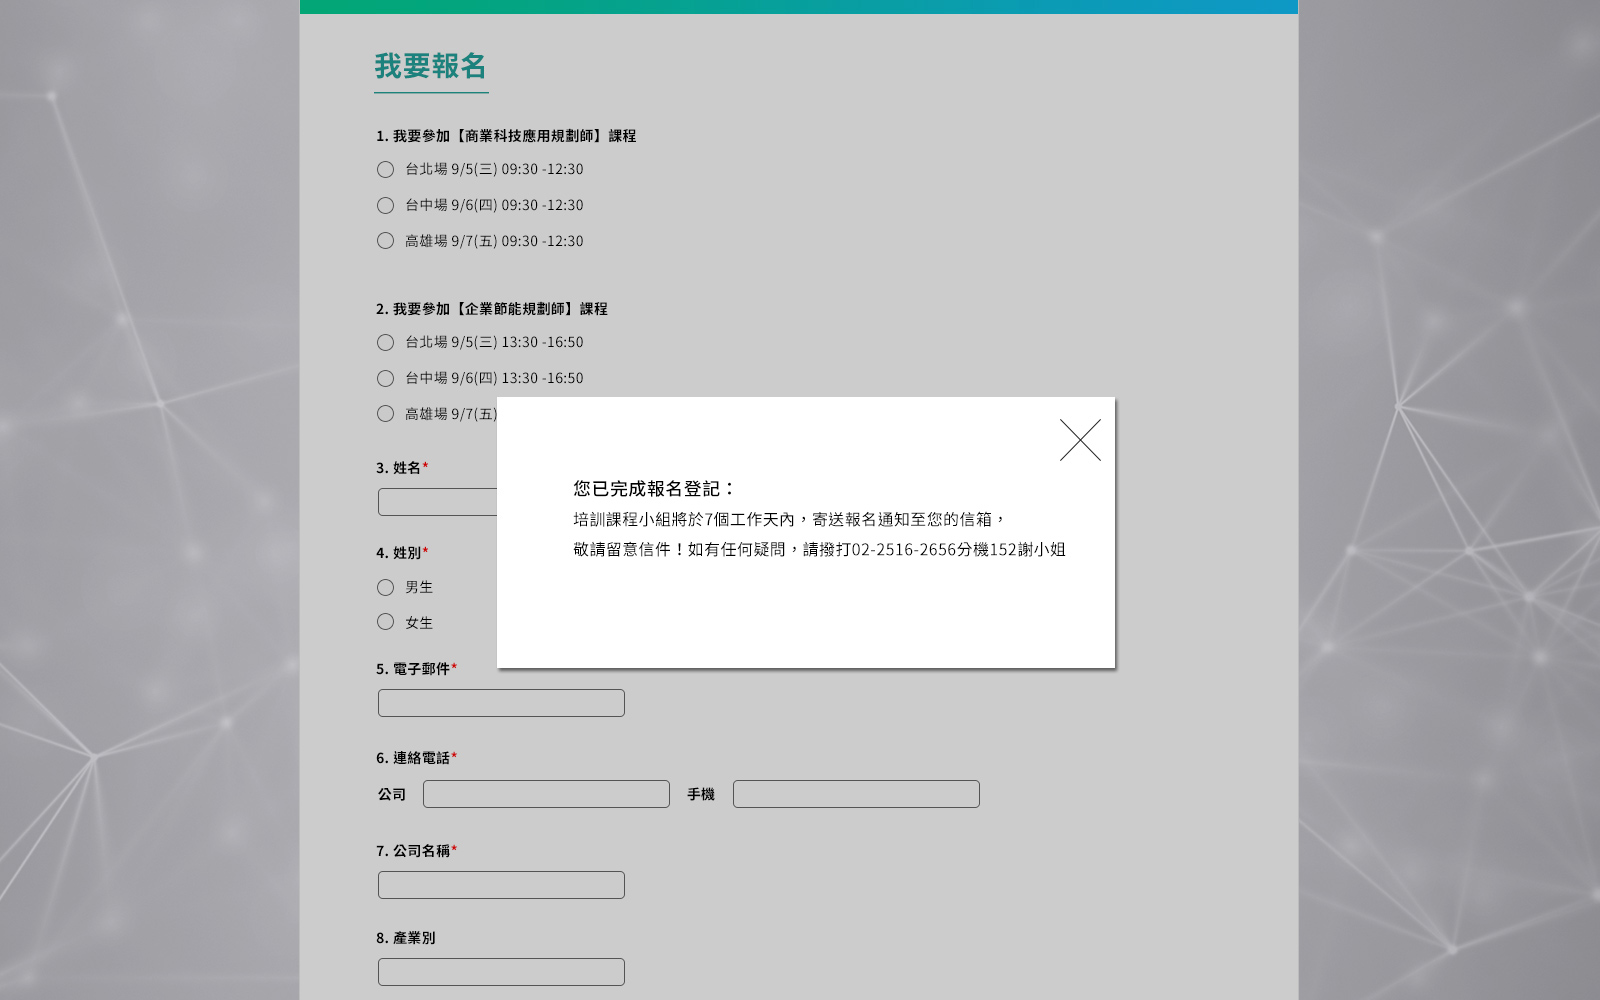 我要報名
1. 我要參加【商業科技應用規劃師】課程
台北場 9/5(三) 09:30 -12:30
台中場 9/6(四) 09:30 -12:30
高雄場 9/7(五) 09:30 -12:30
2. 我要參加【企業節能規劃師】課程
台北場 9/5(三) 13:30 -16:50
台中場 9/6(四) 13:30 -16:50
高雄場 9/7(五)
3. 姓名*
您已完成報名登記：
培訓課程小組將於7個工作天內，寄送報名通知至您的信箱，
敬請留意信件！如有任何疑問，請撥打02-2516-2656分機152謝小姐
4. 姓別*
男生
女生
5. 電子郵件*
6. 連絡電話*
公司 手機
7. 公司名稱*
8. 產業別